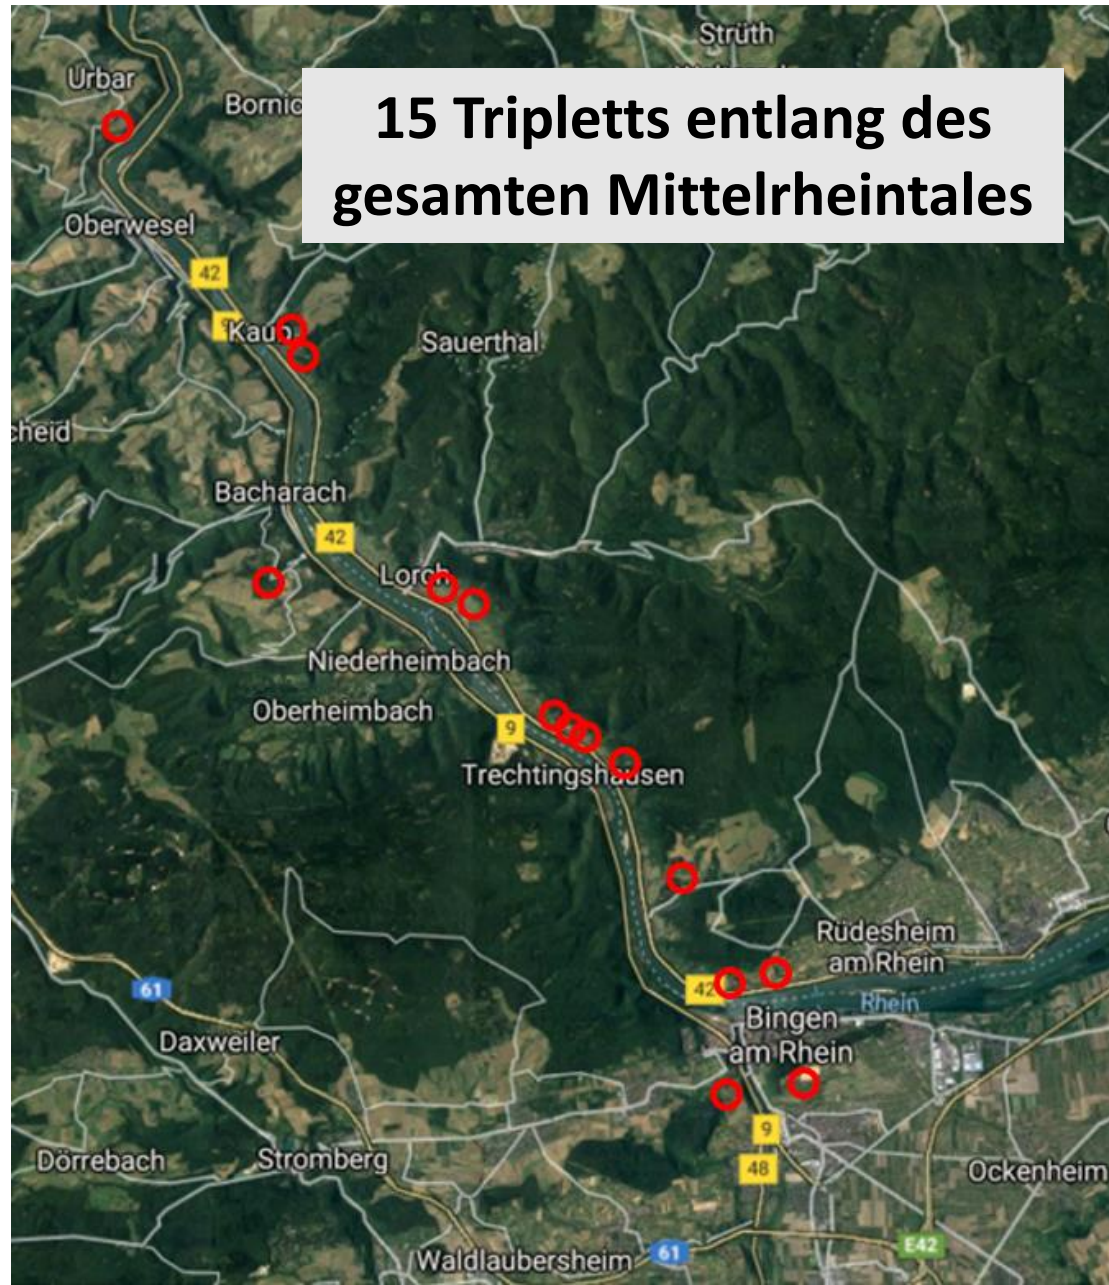 Strüth
Urbar
15 Tripletts entlang des
gesamten Mittelrheintales
Oberwesel
42
Kaub
Sauerthal
cheid
Bacharach
42
Lorch
Niederheimbach
Oberheimbach
9
Trechtingshausen
Rüdesheim
am Rhein
61
42
Rhein
Bingen
am Rhein
Daxweiler
9
Dörrebach
Stromberg
48
Ockenheim
E42
61
Waldlaubersheim